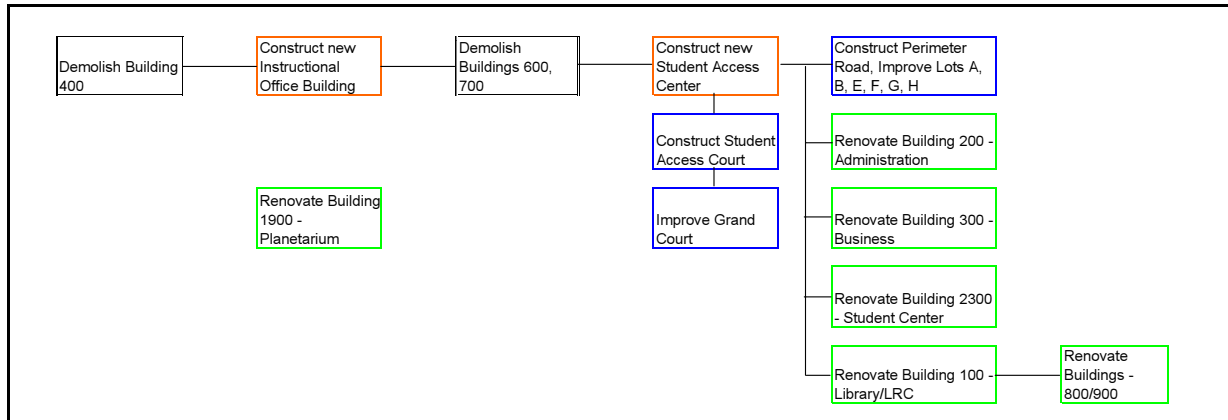 Demolish Building
400
Construct new
Instructional
Office Building
Demolish
Buildings 600,
700
Construct new
Student Access
Center
Construct Perimeter
Road, Improve Lots A,
B, E, F, G, H
Construct Student
Access Court
Renovate Building 200 -
Administration
Renovate Building
1900 -
Planetarium
Improve Grand
Court
Renovate Building 300 -
Business
Renovate Building 2300
- Student Center
Renovate Building 100 -
Library/LRC
Renovate
Buildings -
800/900